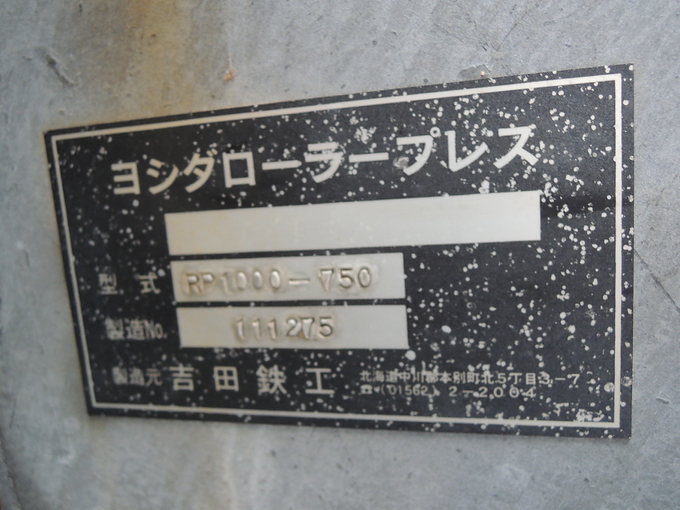 ヨシダローラープレス
型式 RP1000-750
製造No. 111275
製造元 吉田鉄工 北海道中川郡本別町北5丁目3-7
☎(01562)2-2004